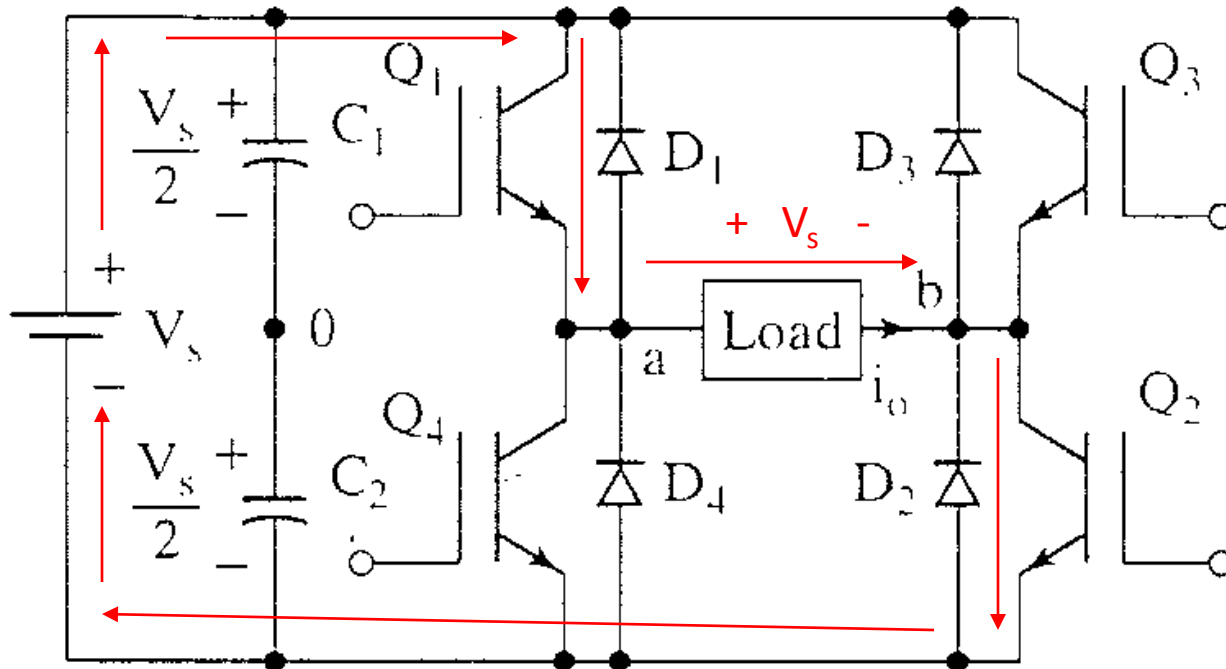 Q₁
Q₃
Vₛ/2
+
−
C₁
D₁
D₃
+ Vₛ -
+
Vₛ
−
0
a
Load
b
iₒ
Q₄
Q₂
Vₛ/2
+
−
C₂
D₄
D₂